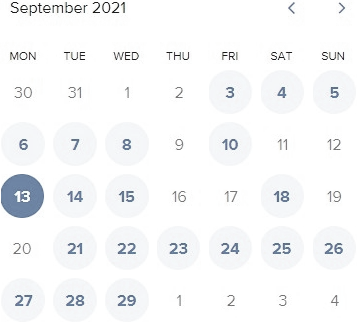 September 2021
MON TUE WED THU FRI SAT SUN
30 31 1 2 3 4 5
6 7 8 9 10 11 12
13 14 15 16 17 18 19
20 21 22 23 24 25 26
27 28 29 1 2 3 4